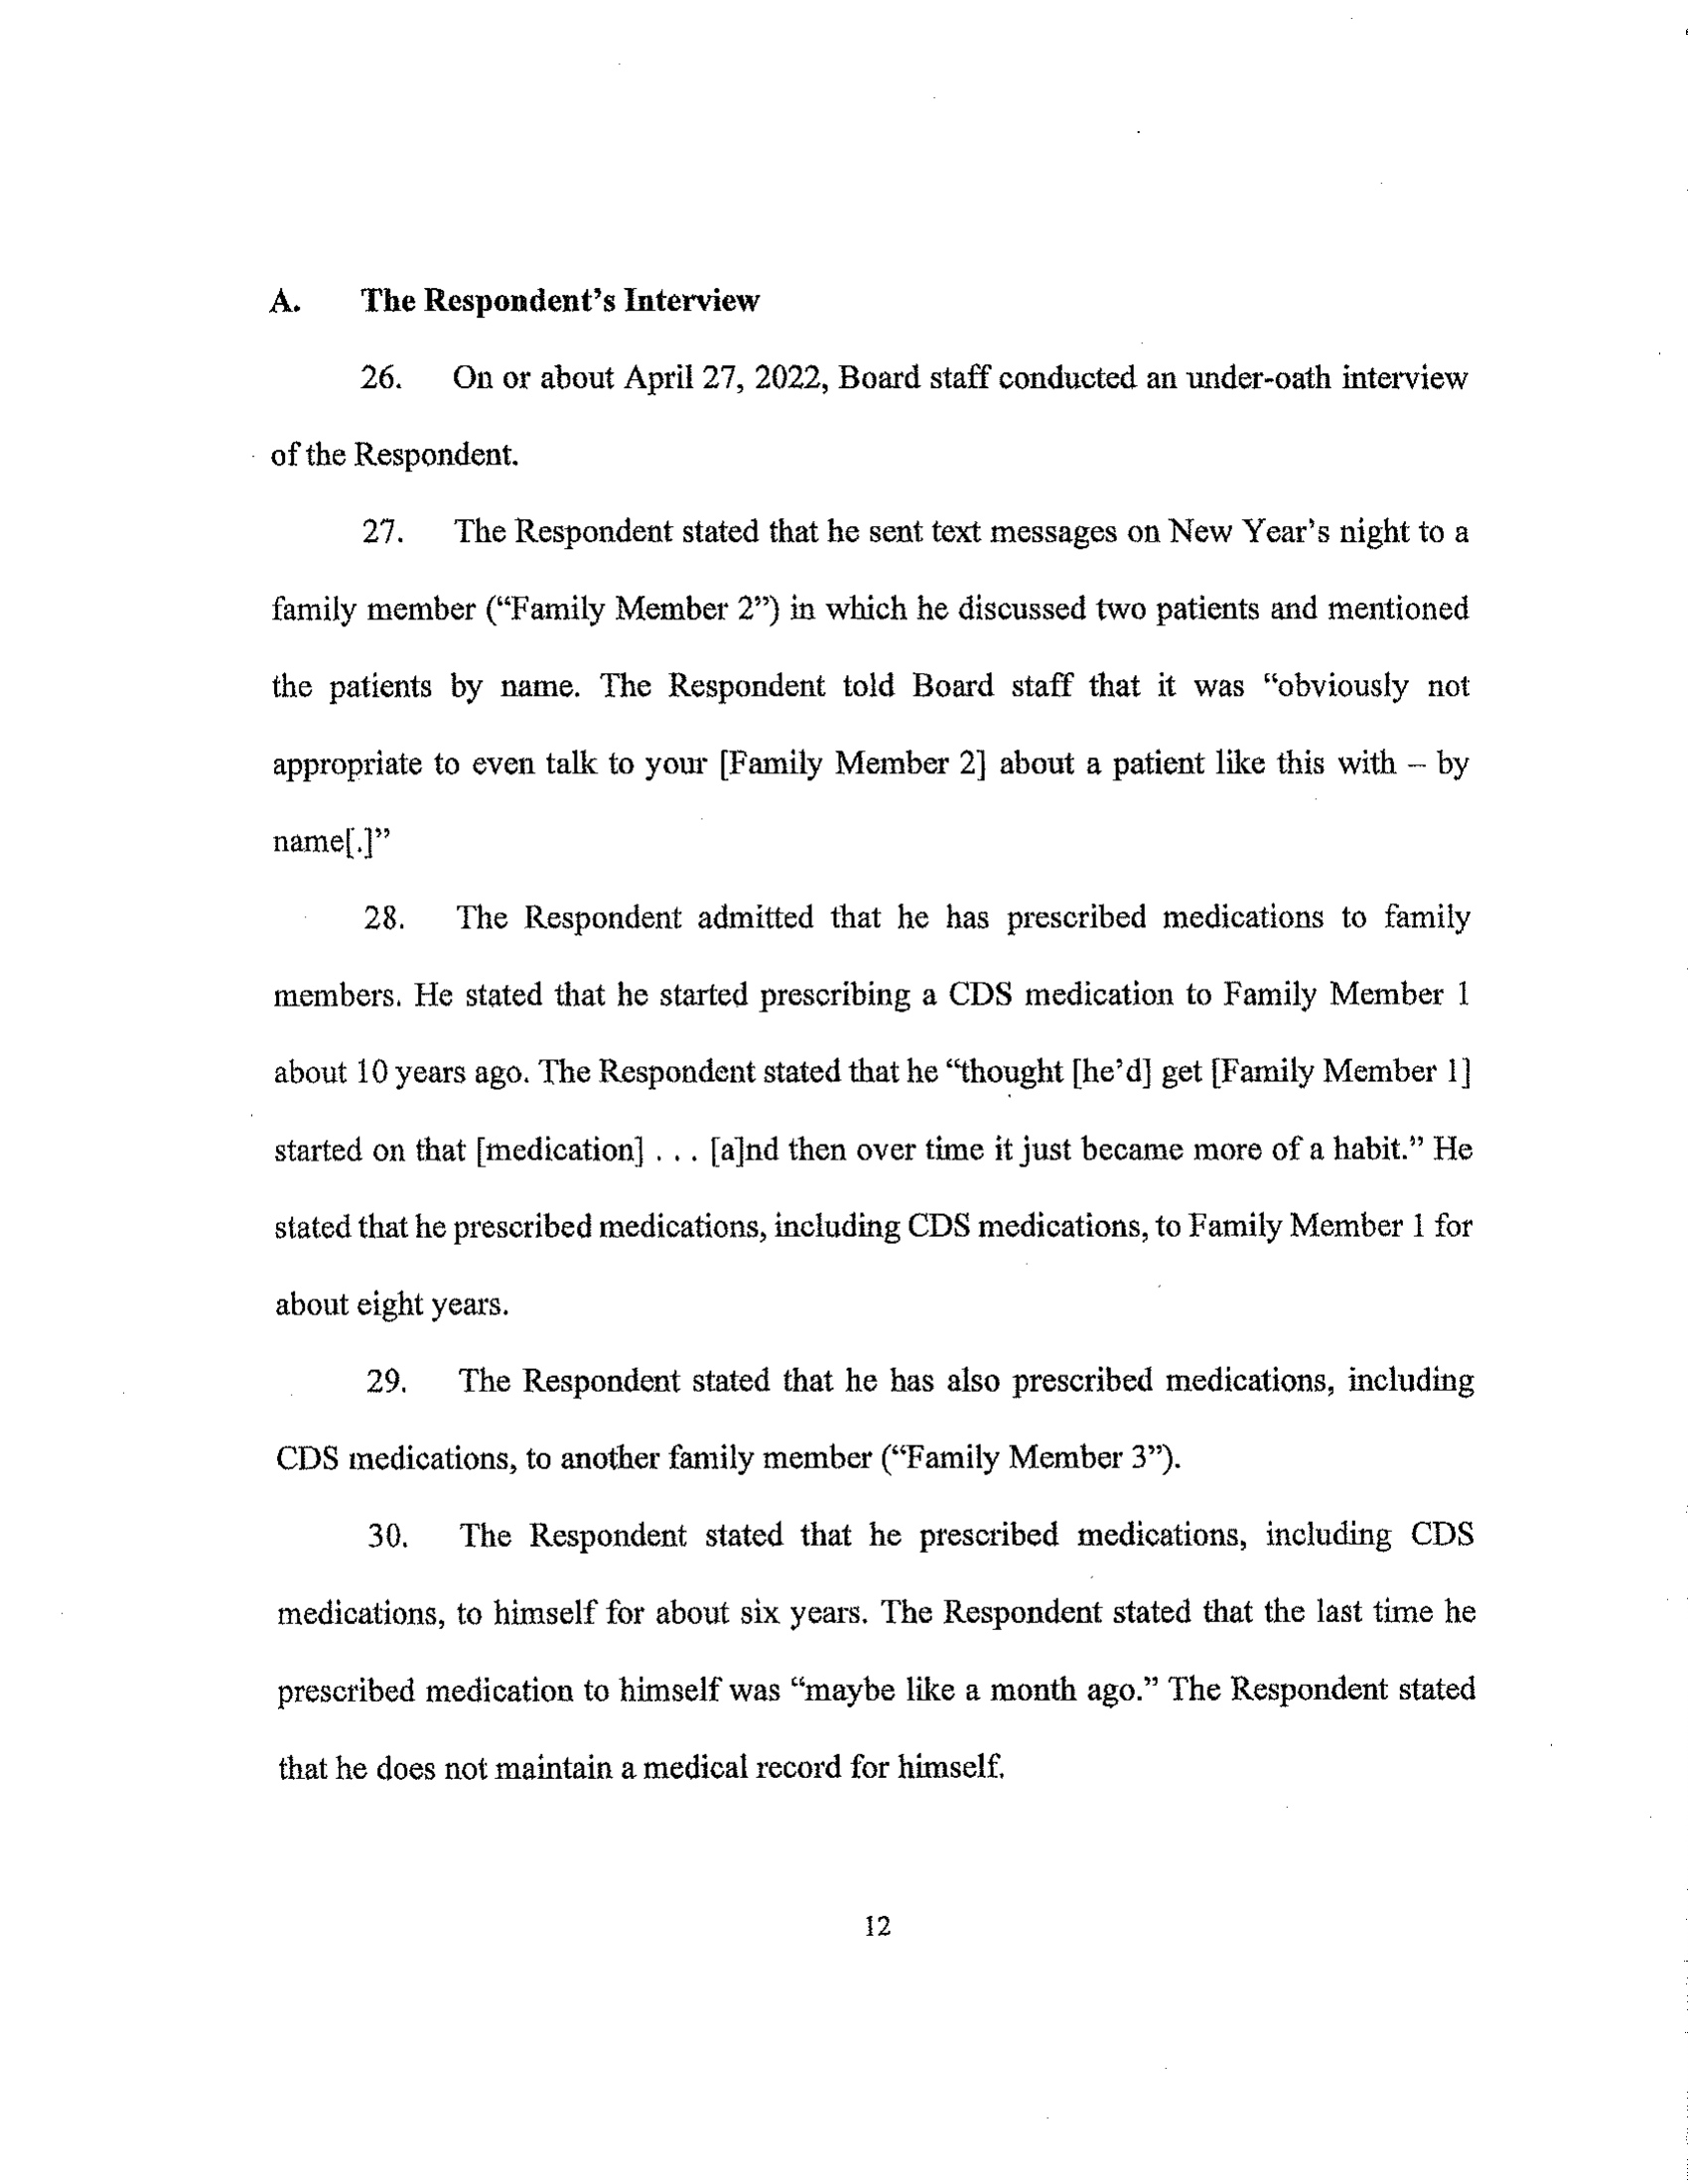 A. The Respondent's Interview
26. On or about April 27, 2022, Board staff conducted an under-oath interview
of the Respondent.
27. The Respondent stated that he sent text messages on New Year's night to a
family member (“Family Member 2”) in which he discussed two patients and mentioned
the patients by name. The Respondent told Board staff that it was “obviously not
appropriate to even talk to your [Family Member 2] about a patient like this with – by
name[.]”
28. The Respondent admitted that he has prescribed medications to family
members. He stated that he started prescribing a CDS medication to Family Member 1
about 10 years ago. The Respondent stated that he “thought [he’d] get [Family Member 1]
started on that [medication] . . . [a]nd then over time it just became more of a habit.” He
stated that he prescribed medications, including CDS medications, to Family Member 1 for
about eight years.
29. The Respondent stated that he has also prescribed medications, including
CDS medications, to another family member (“Family Member 3”).
30. The Respondent stated that he prescribed medications, including CDS
medications, to himself for about six years. The Respondent stated that the last time he
prescribed medication to himself was “maybe like a month ago.” The Respondent stated
that he does not maintain a medical record for himself.
12